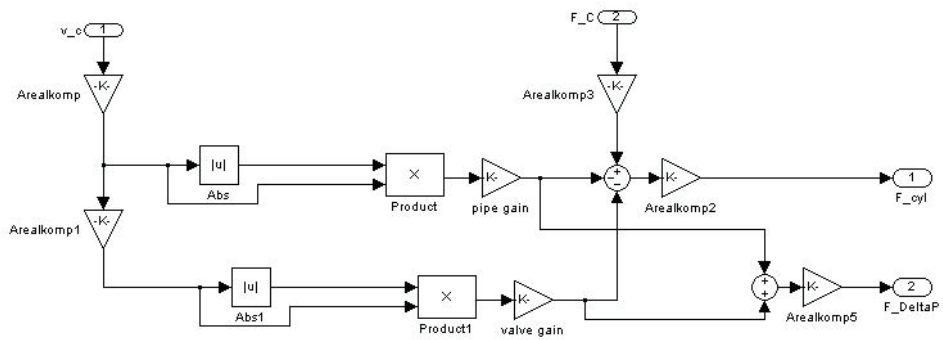 v_c 1
F_C 2
-K-
Arealkomp
-K-
Arealkomp3
|u|
Abs
×
Product
K-
pipe gain
+
−
−
K-
Arealkomp2
1
F_cyl
-K-
Arealkomp1
|u|
Abs1
×
Product1
K-
valve gain
+
+
K-
Arealkomp5
2
F_DeltaP